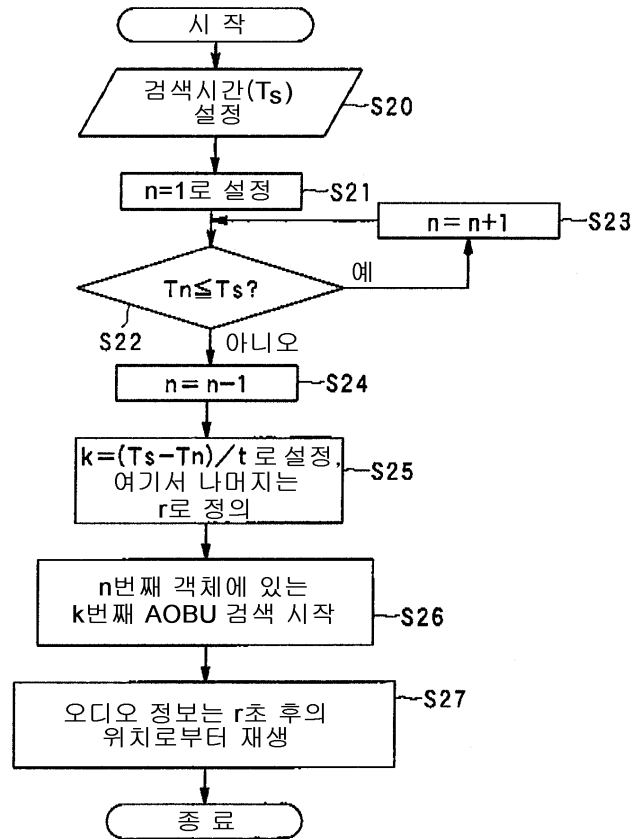 시 작
검색시간(Ts)
설정
S20
n=1로 설정
S21
n=n+1
S23
Tn≦Ts?
예
S22
아니오
n=n-1
S24
k=(Ts-Tn)/t 로 설정,
여기서 나머지는
r로 정의
S25
n번째 객체에 있는
k번째 AOBU 검색 시작
S26
오디오 정보는 r초 후의
위치로부터 재생
S27
종 료